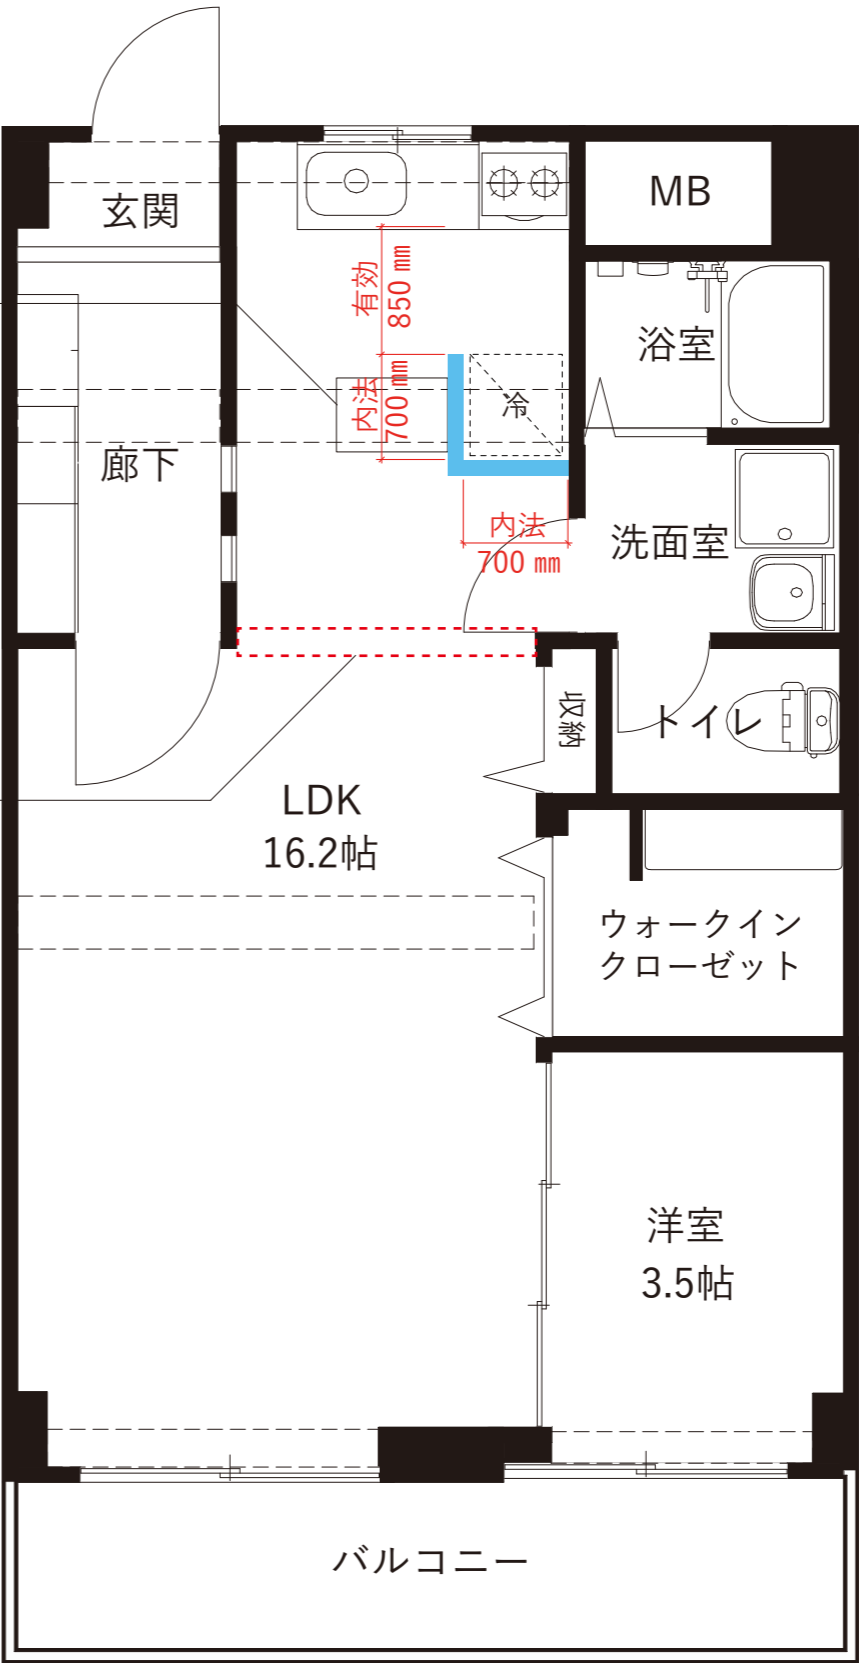 玄関
MB
有効
850 ㎜
浴室
内法
700 ㎜
冷
廊下
内法
700 ㎜
洗面室
収納
トイレ
LDK
16.2帖
ウォークイン
クローゼット
洋室
3.5帖
バルコニー